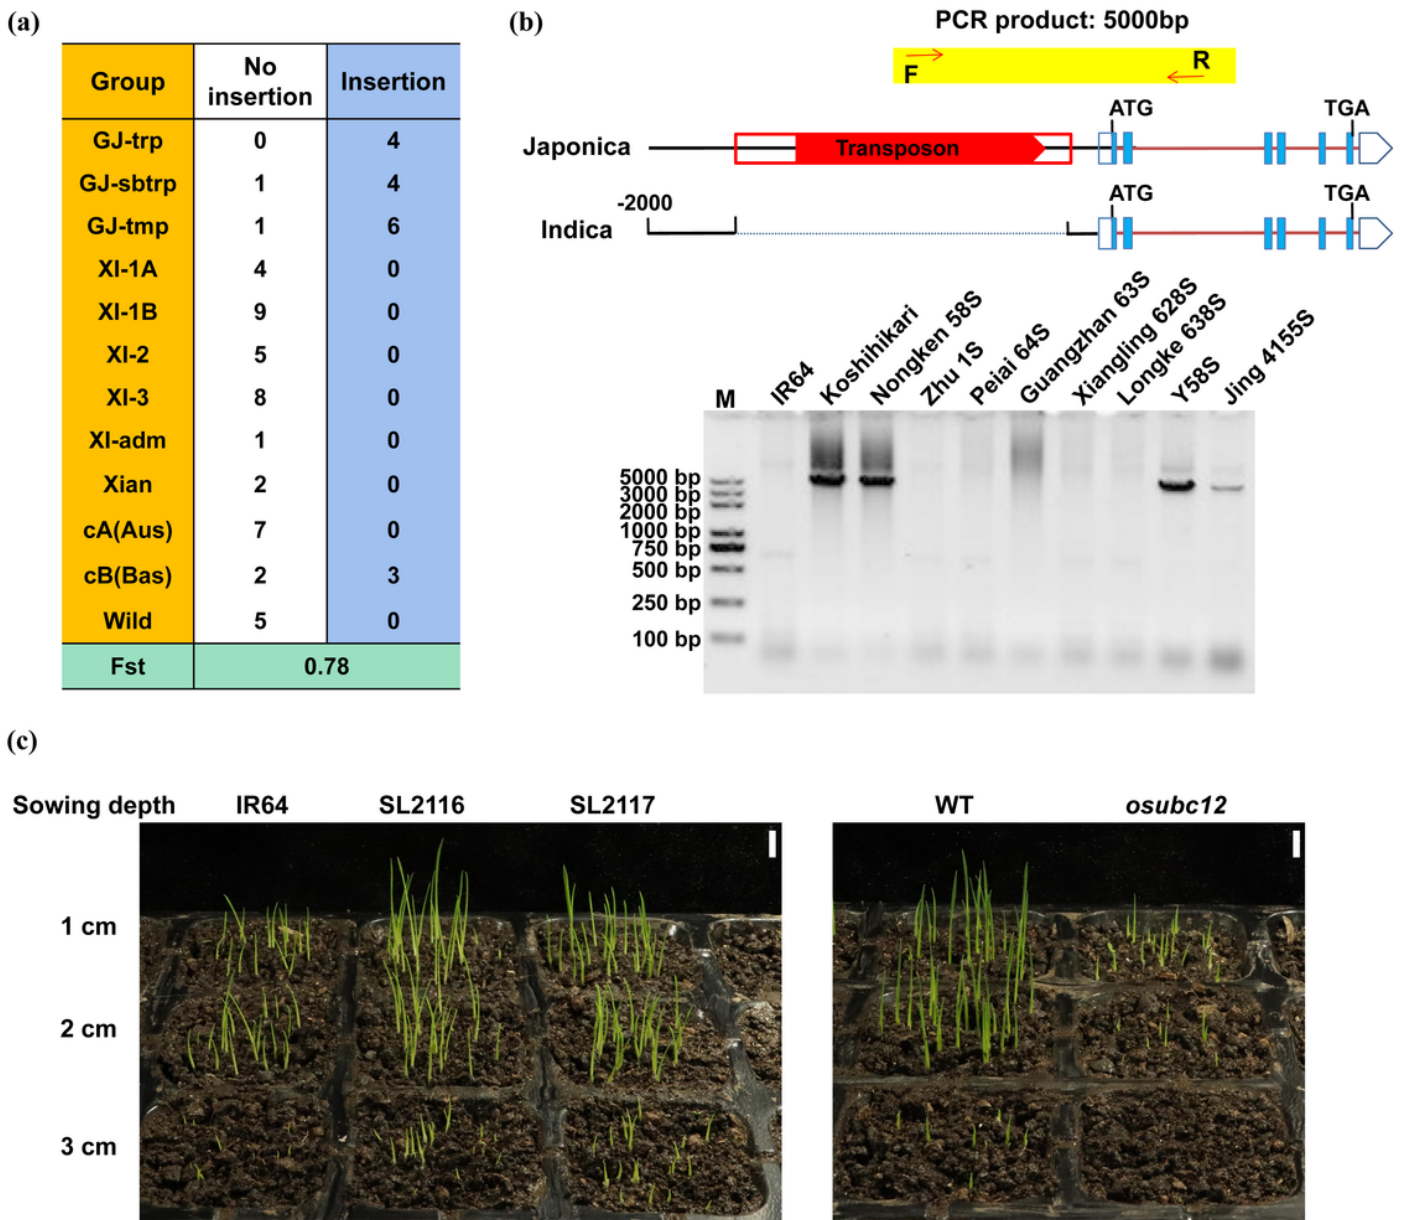 (a)
Group No insertion Insertion
GJ-trp 0 4
GJ-sbtrp 1 4
GJ-tmp 1 6
XI-1A 4 0
XI-1B 9 0
XI-2 5 0
XI-3 8 0
XI-adm 1 0
Xian 2 0
cA(Aus) 7 0
cB(Bas) 2 3
Wild 5 0
Fst 0.78
(b)
PCR product: 5000bp
F R
ATG TGA
Japonica Transposon
-2000 ATG TGA
Indica
M IR64 Koshihikari Nongken 58S Zhu 1S Peiai 64S Guangzhan 63S Xiangling 628S Longke 638S Y58S Jing 4155S
5000 bp
3000 bp
2000 bp
1000 bp
750 bp
500 bp
250 bp
100 bp
(c)
Sowing depth IR64 SL2116 SL2117 WT osubc12
1 cm
2 cm
3 cm